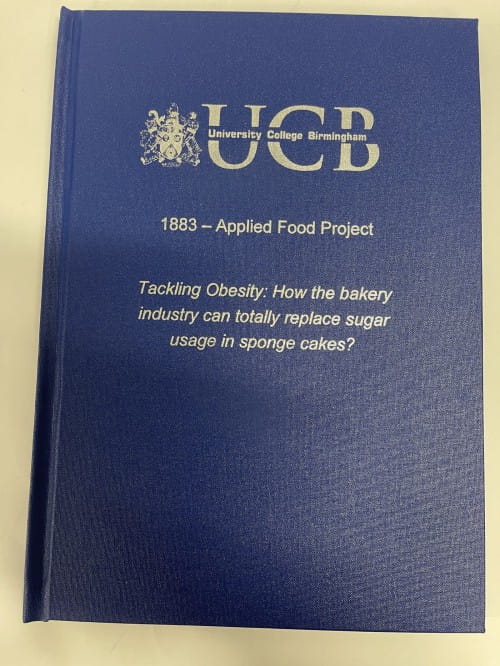 UCB
University College Birmingham
1883 – Applied Food Project
Tackling Obesity: How the bakery
industry can totally replace sugar
usage in sponge cakes?